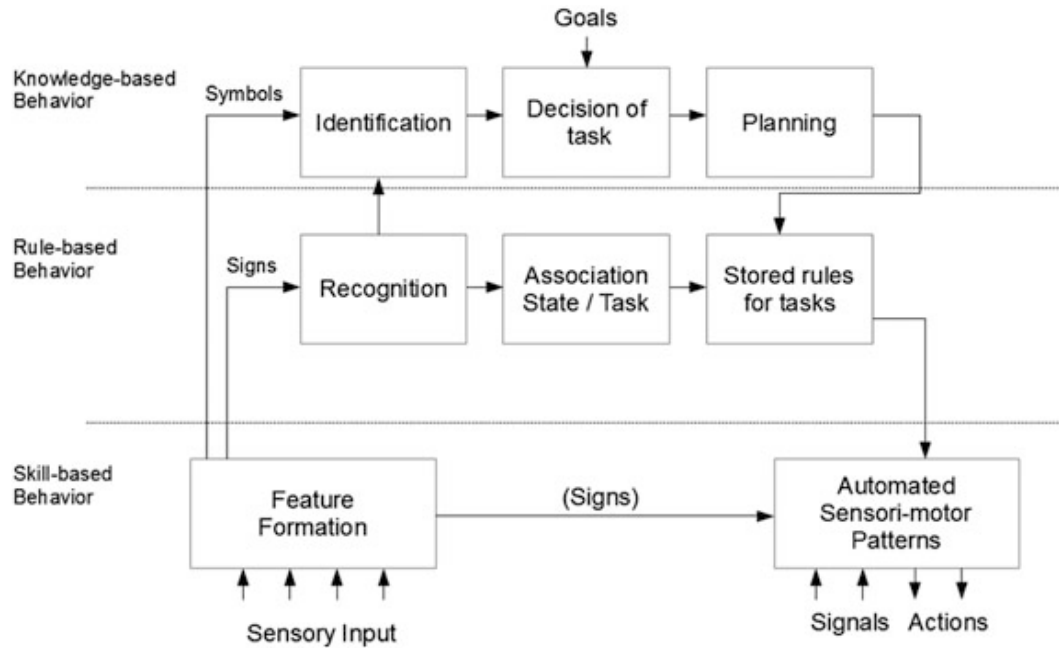 Goals
Knowledge-based
Behavior
Symbols
Identification
Decision of
task
Planning
Rule-based
Behavior
Signs
Recognition
Association
State / Task
Stored rules
for tasks
Skill-based
Behavior
Feature
Formation
(Signs)
Automated
Sensori-motor
Patterns
Sensory Input
Signals
Actions